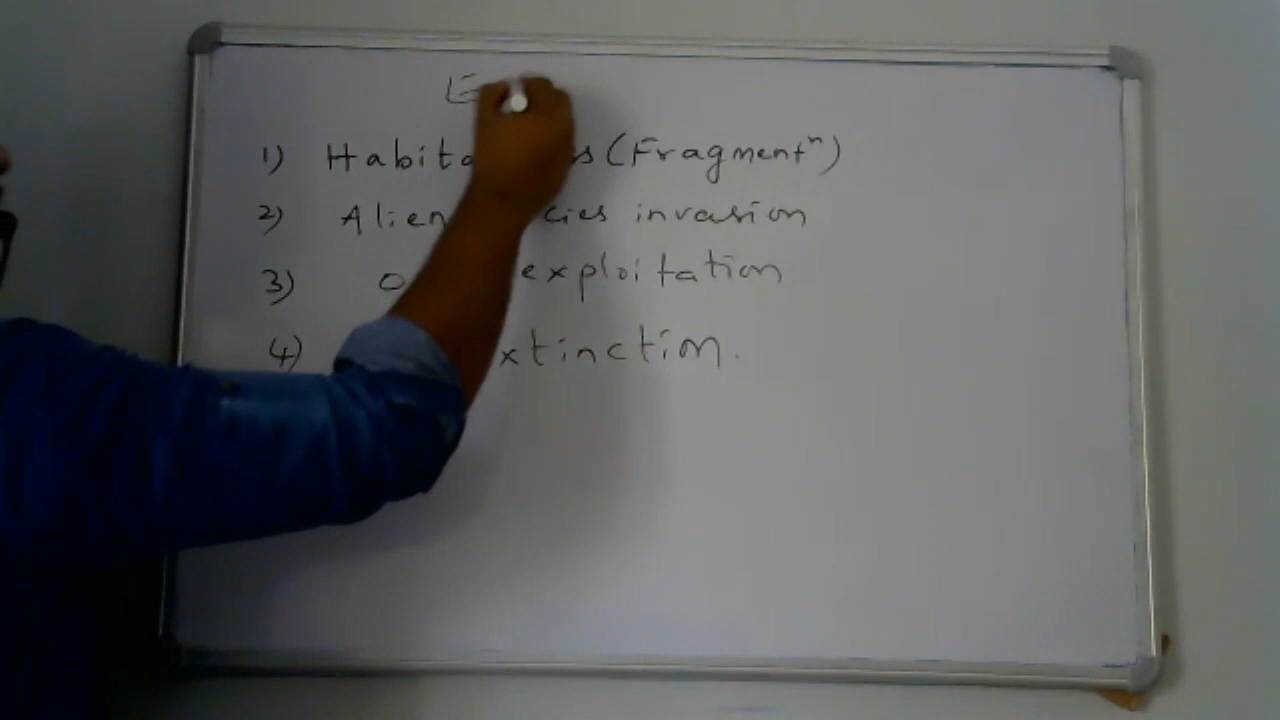 E
1) Habita s (Fragmentⁿ)
2) Alien cies invasion
3) O exploitation
4) xtinction.